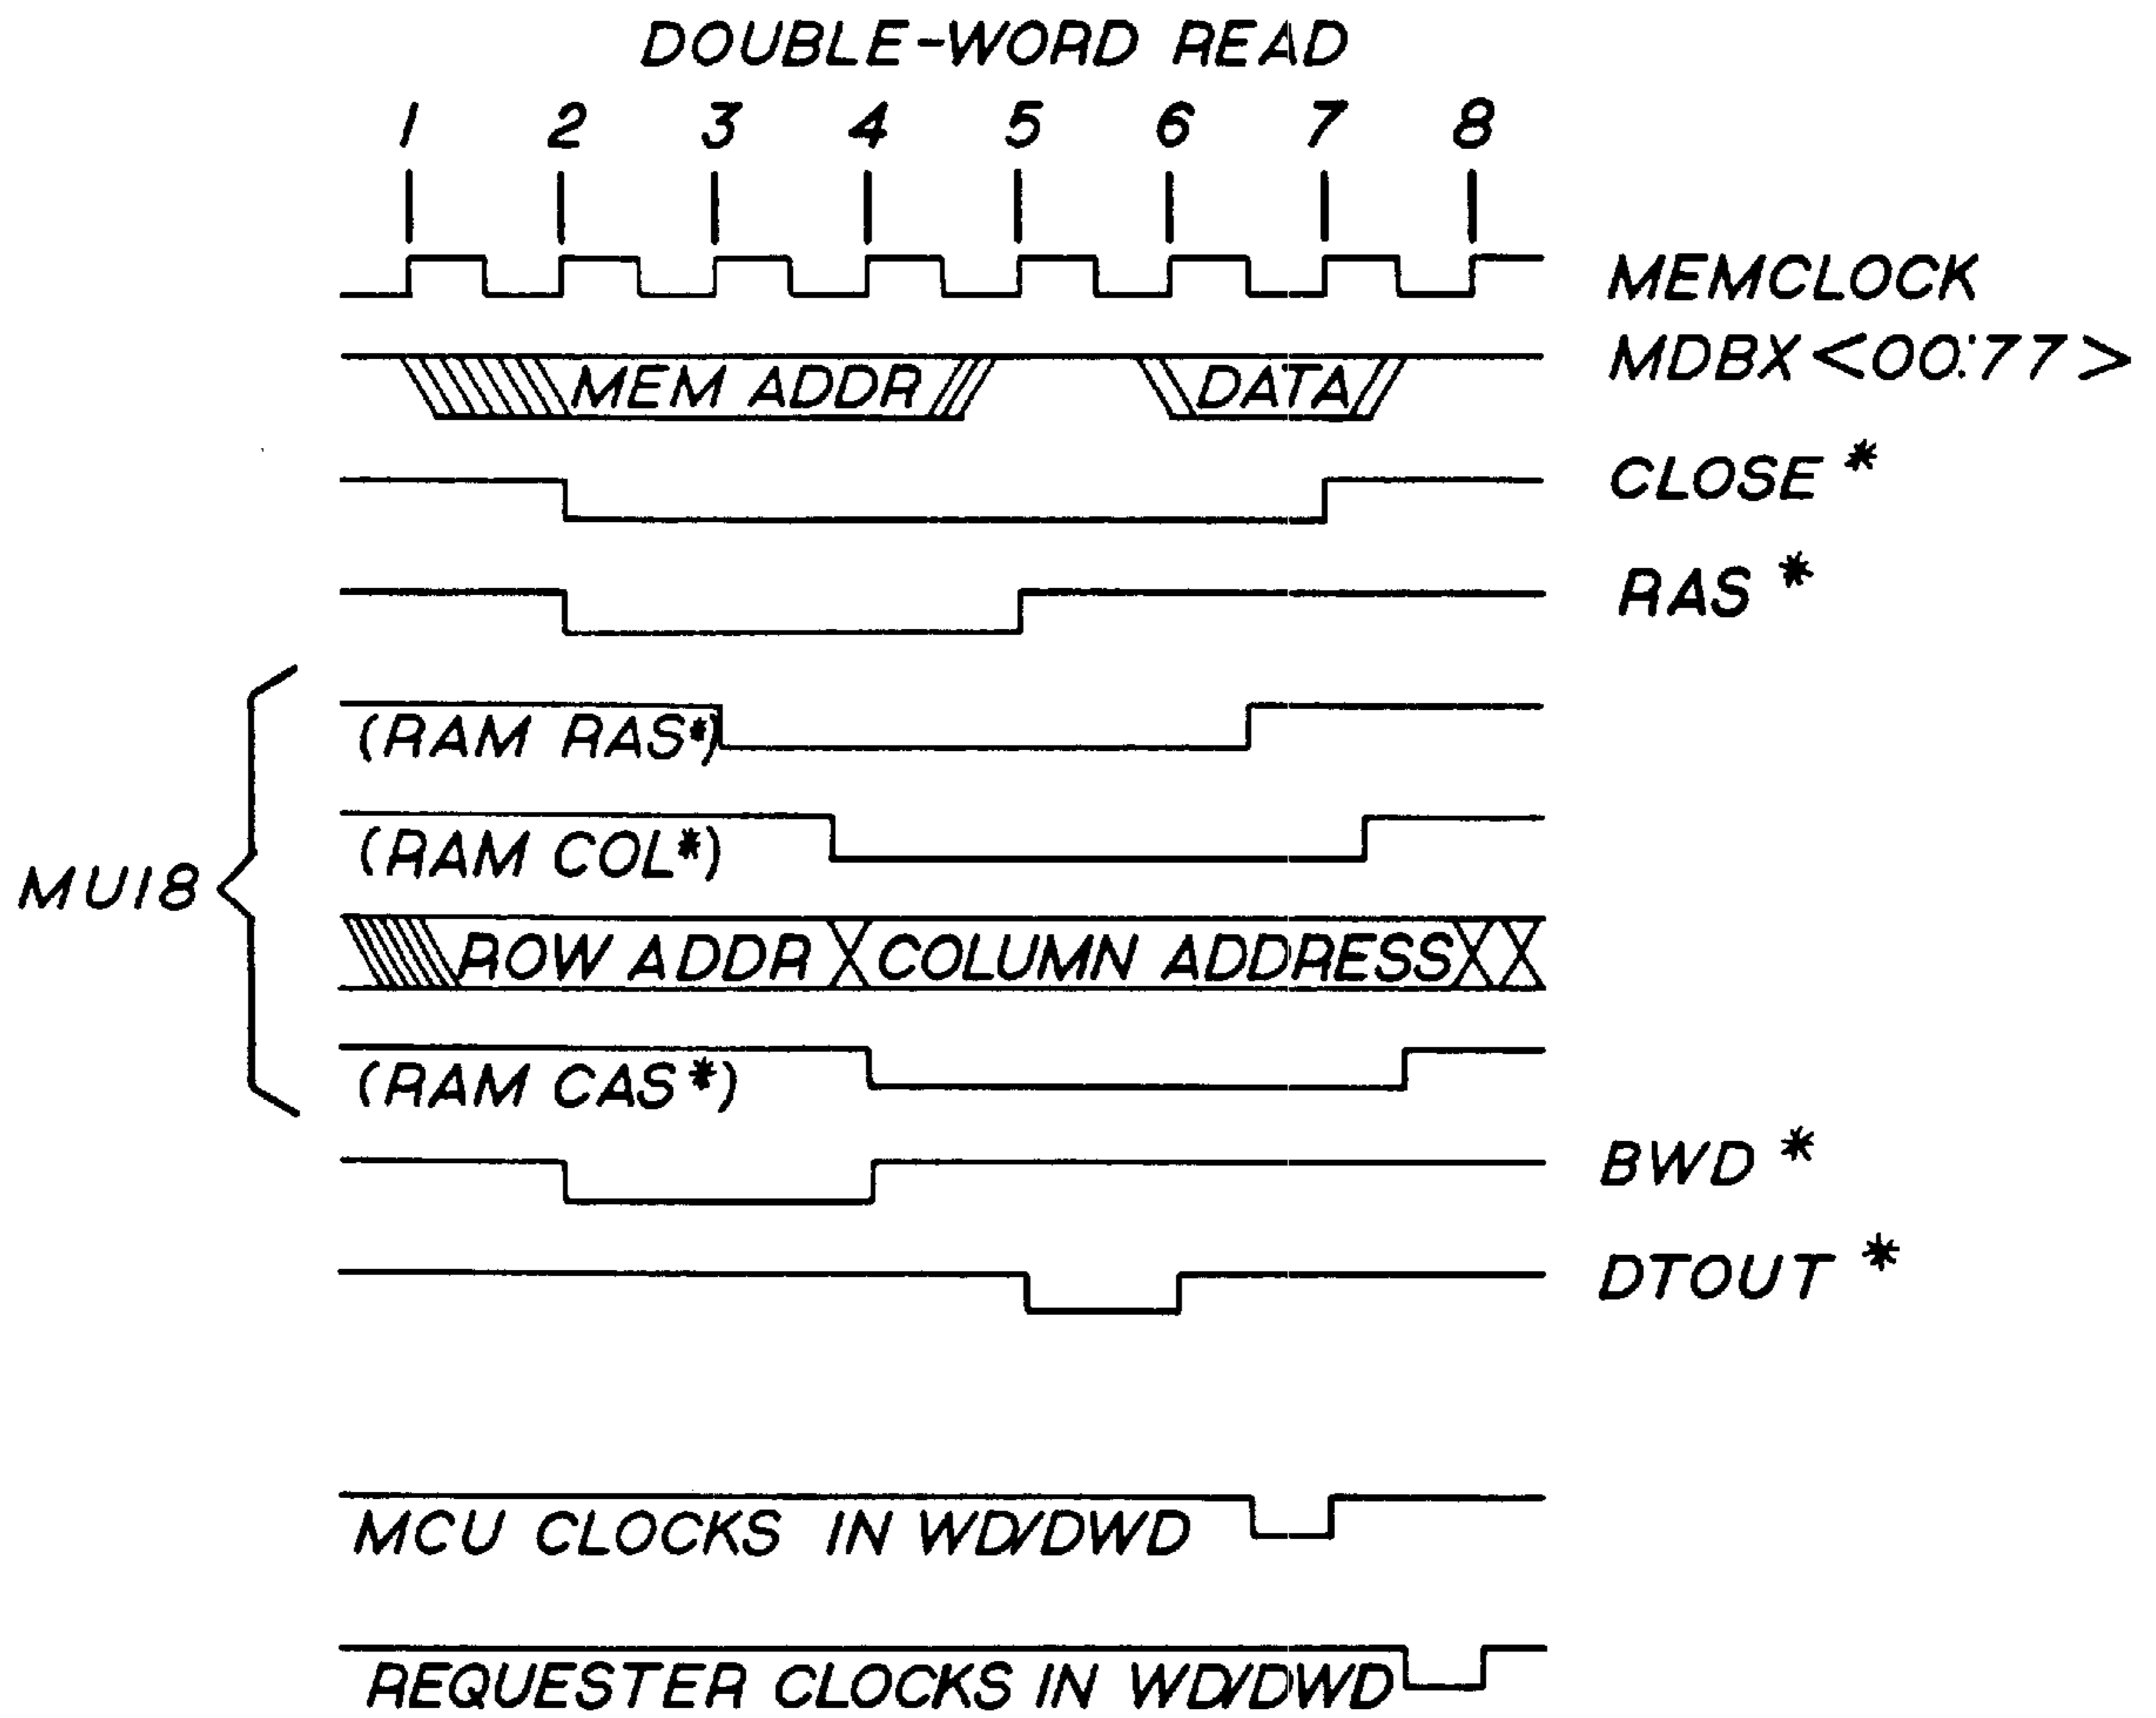 DOUBLE-WORD READ
1 2 3 4 5 6 7 8
MEMCLOCK
MDBX<00:77>
MEM ADDR DATA
CLOSE*
RAS*
(RAM RAS*)
(RAM COL*)
MU18
ROW ADDR COLUMN ADDRESS
(RAM CAS*)
BWD*
DTOUT*
MCU CLOCKS IN WD/DWD
REQUESTER CLOCKS IN WD/DWD